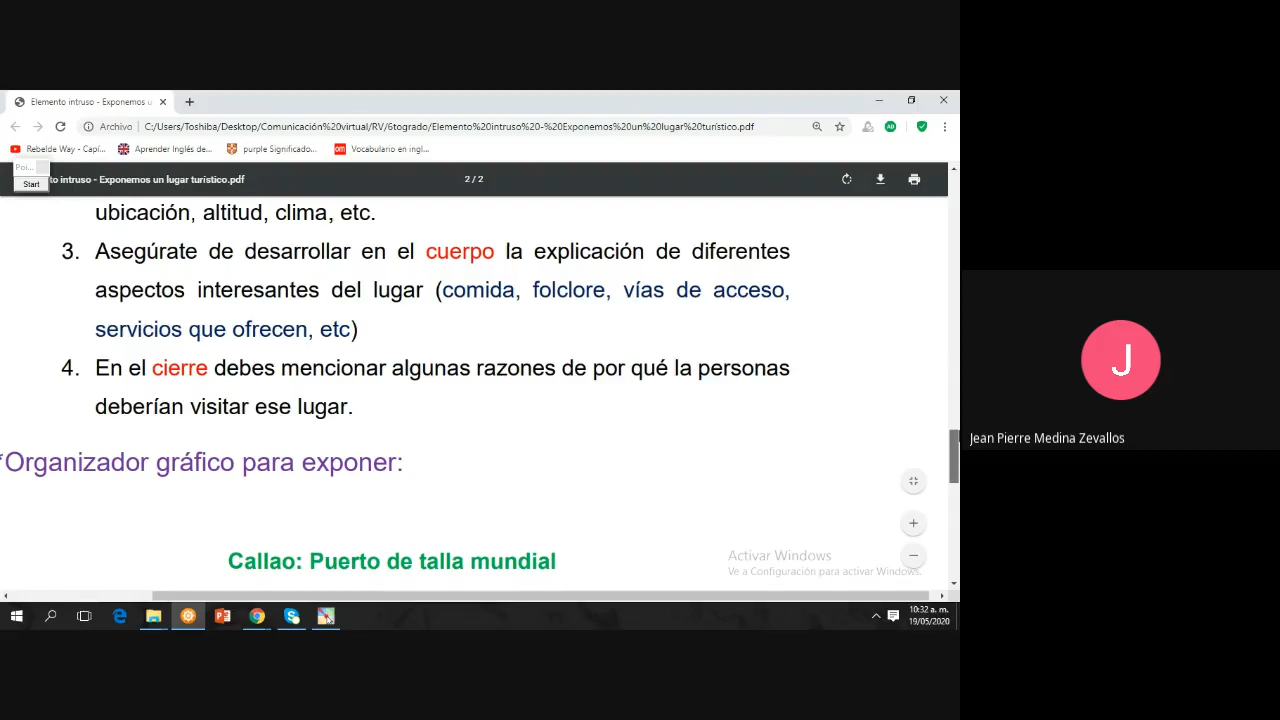 Elemento intruso - Exponemos u
Archivo | C:/Users/Toshiba/Desktop/Comunicación%20virtual/RV/6togrado/Elemento%20intruso%20-%20Exponemos%20un%20lugar%20turístico.pdf
Rebelde Way - Capí... Aprender Inglés de... purple Significado... om Vocabulario en ingl...
Poi...
Start
to intruso - Exponemos un lugar turístico.pdf 2 / 2
ubicación, altitud, clima, etc.
3. Asegúrate de desarrollar en el cuerpo la explicación de diferentes
aspectos interesantes del lugar (comida, folclore, vías de acceso,
servicios que ofrecen, etc)
4. En el cierre debes mencionar algunas razones de por qué la personas
deberían visitar ese lugar.
*Organizador gráfico para exponer:
Callao: Puerto de talla mundial
Activar Windows
Ve a Configuración para activar Windows.
10:32 a. m.
19/05/2020
J
Jean Pierre Medina Zevallos